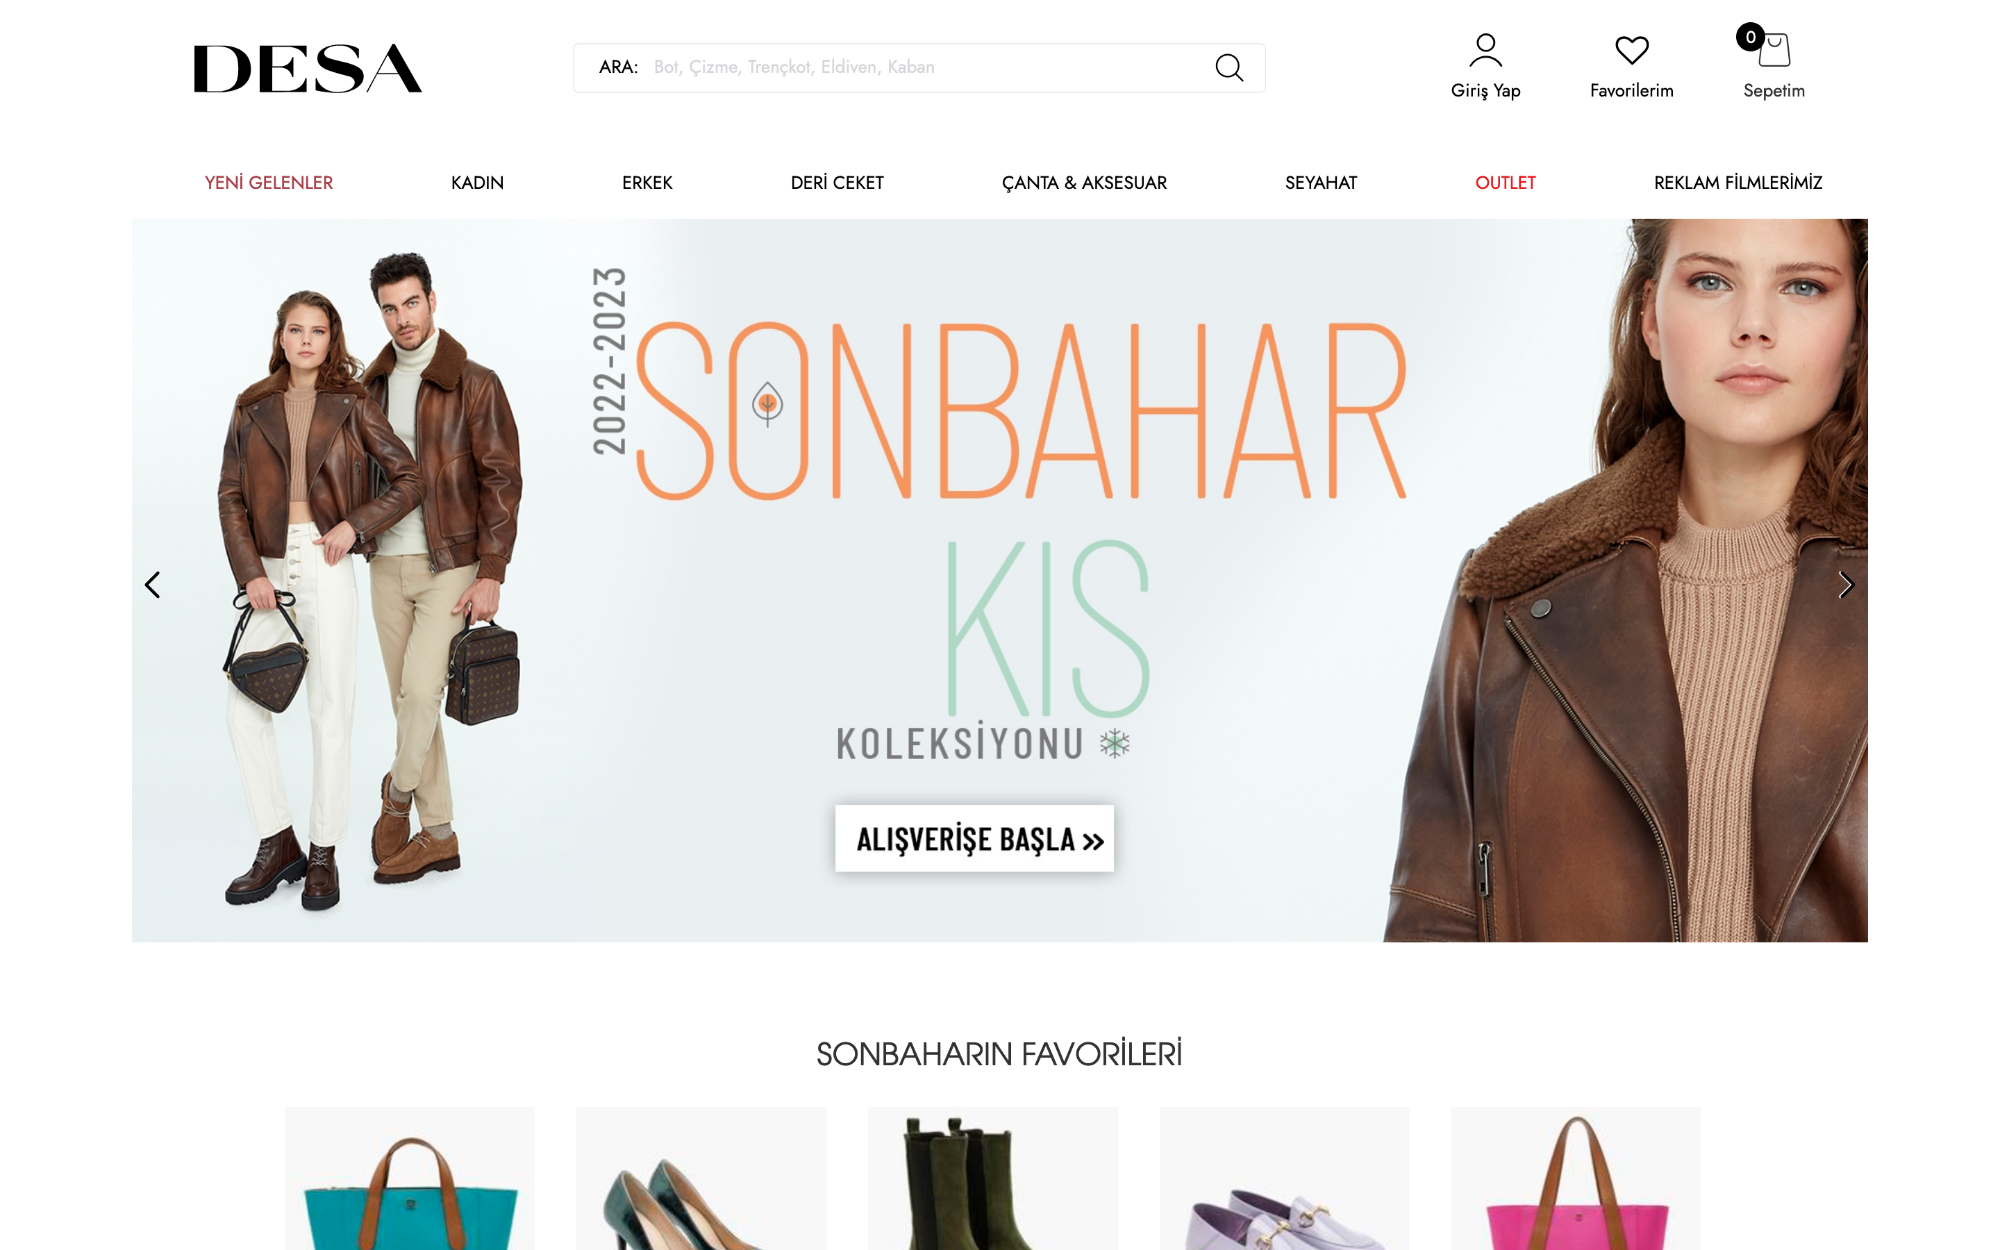 DESA
ARA: Bot, Çizme, Trençkot, Eldiven, Kaban
Giriş Yap
Favorilerim
0
Sepetim
YENİ GELENLER
KADIN
ERKEK
DERİ CEKET
ÇANTA & AKSESUAR
SEYAHAT
OUTLET
REKLAM FİLMLERİMİZ
2022-2023
SONBAHAR
KIS
KOLEKSİYONU
ALIŞVERİŞE BAŞLA »
SONBAHARIN FAVORİLERİ